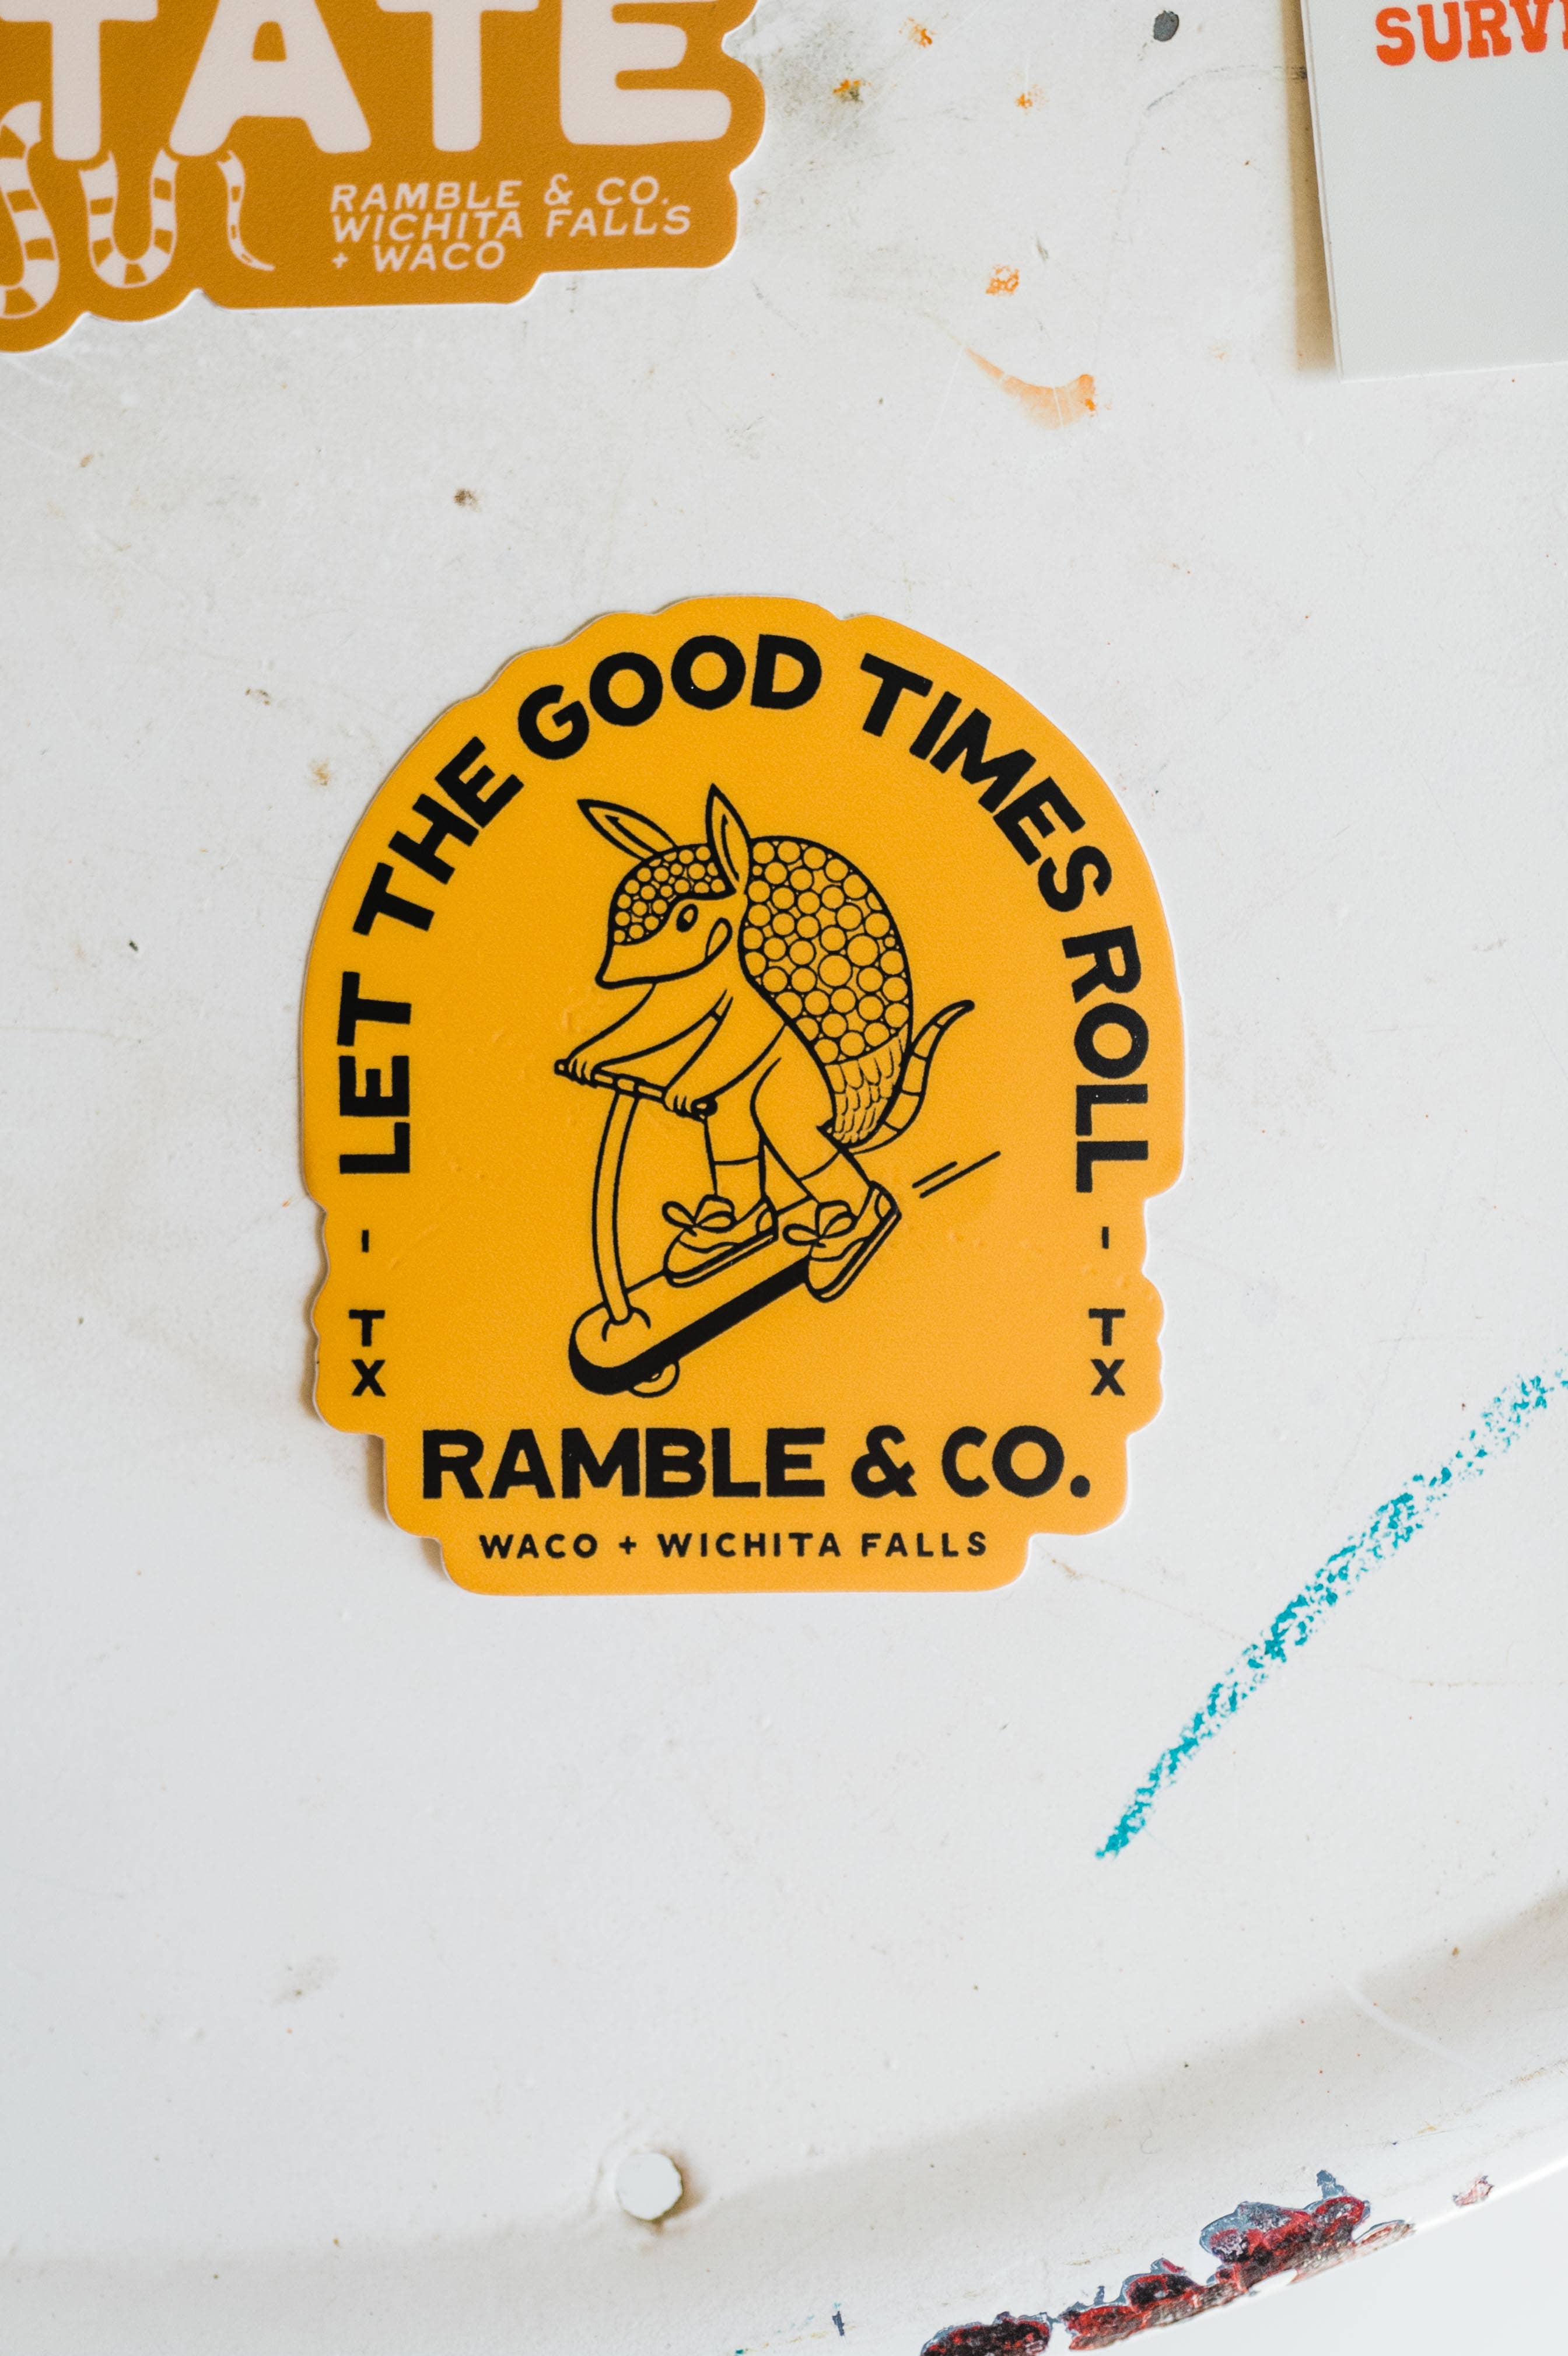 TATE
RAMBLE & CO.
WICHITA FALLS
+ WACO
SURV
LET THE GOOD TIMES ROLL
- TX
- TX
RAMBLE & CO.
WACO + WICHITA FALLS